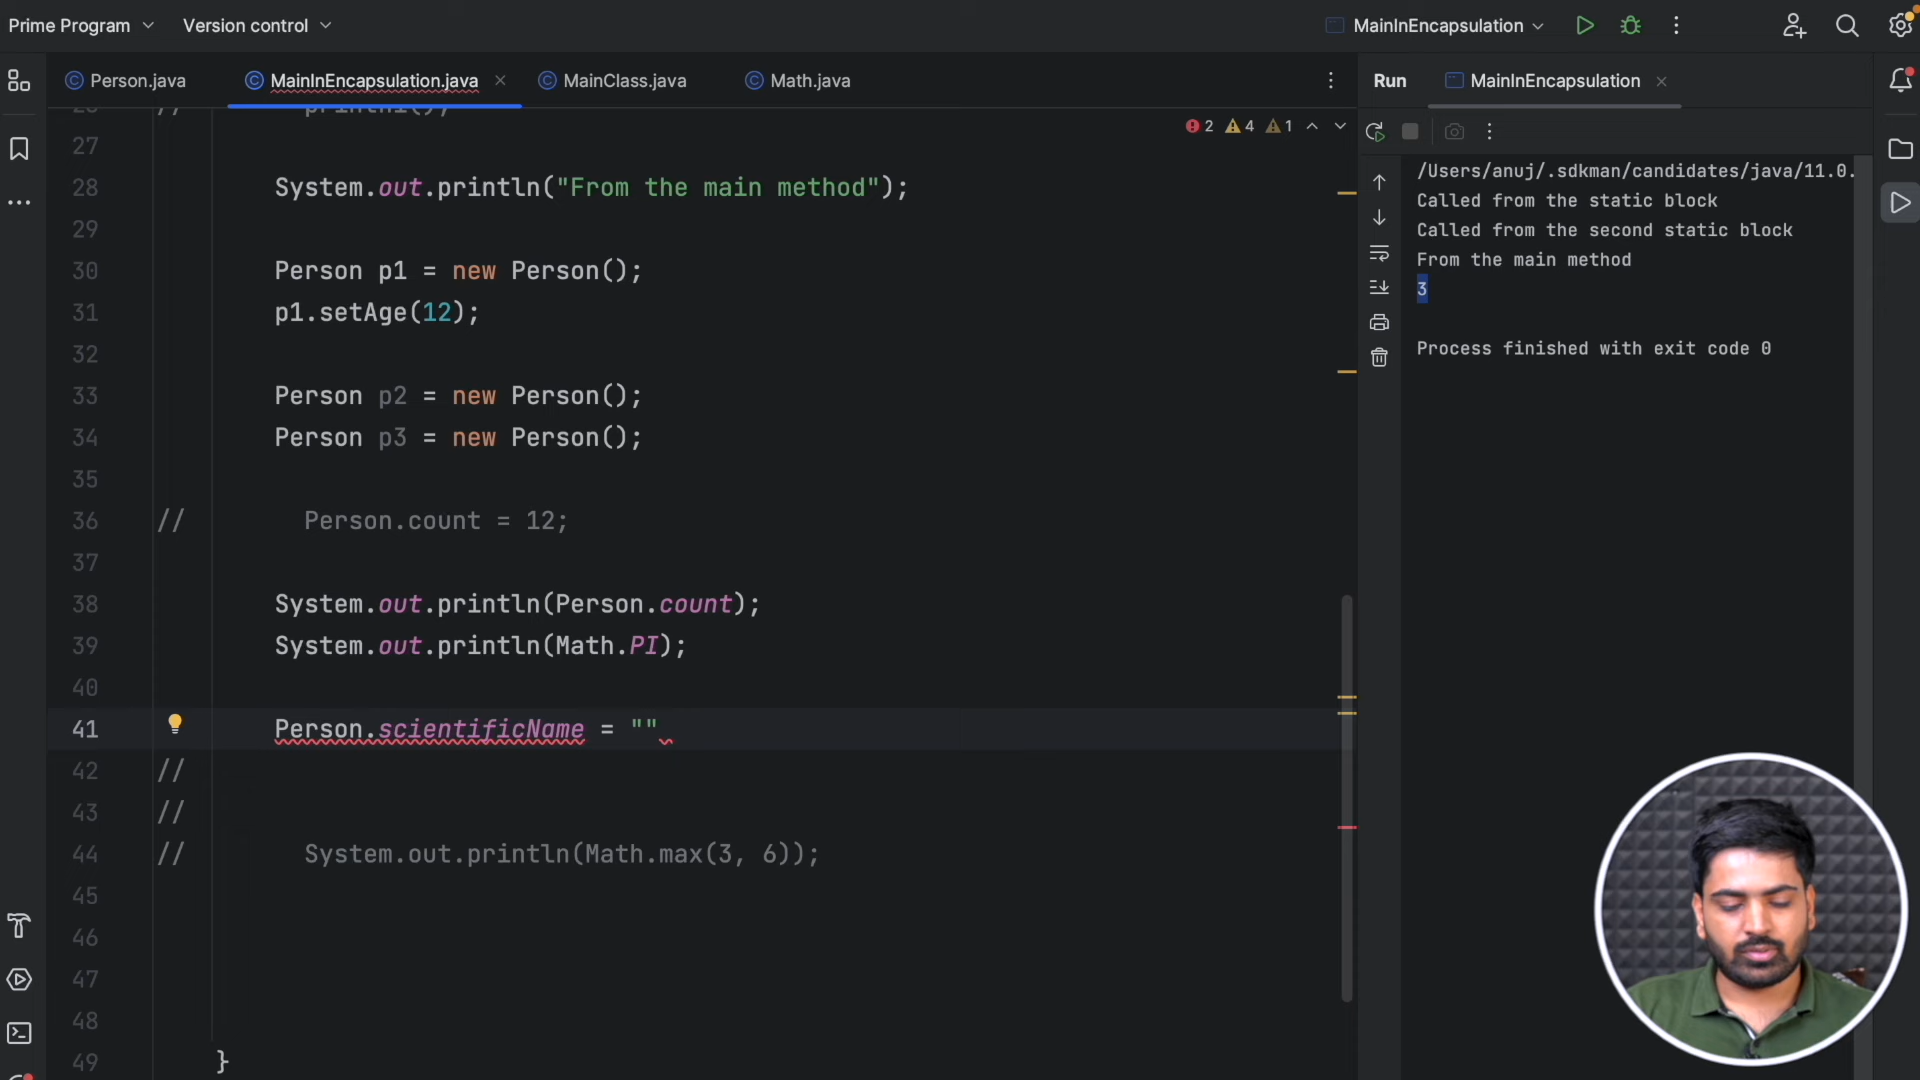 Prime Program Version control MainInEncapsulation
Person.java MainInEncapsulation.java MainClass.java Math.java Run MainInEncapsulation
2 4 1
27
28 System.out.println("From the main method");
29
30 Person p1 = new Person();
31 p1.setAge(12);
32
33 Person p2 = new Person();
34 Person p3 = new Person();
35
36 // Person.count = 12;
37
38 System.out.println(Person.count);
39 System.out.println(Math.PI);
40
41 Person.scientificName = ""
42 //
43 //
44 // System.out.println(Math.max(3, 6));
45
46
47
48
49 }
/Users/anuj/.sdkman/candidates/java/11.0.
Called from the static block
Called from the second static block
From the main method
3
Process finished with exit code 0